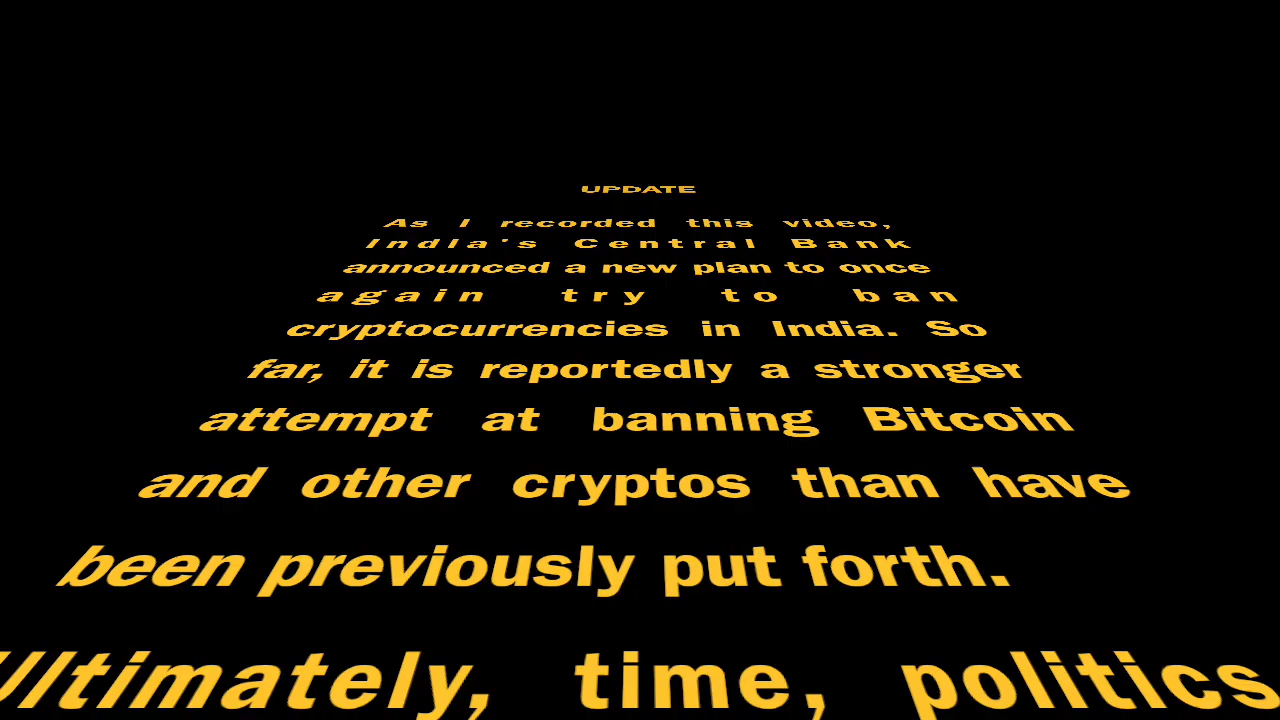 UPDATE
As I recorded this video,
India's Central Bank
announced a new plan to once
again try to ban
cryptocurrencies in India. So
far, it is reportedly a stronger
attempt at banning Bitcoin
and other cryptos than have
been previously put forth.
Ultimately, time, politics